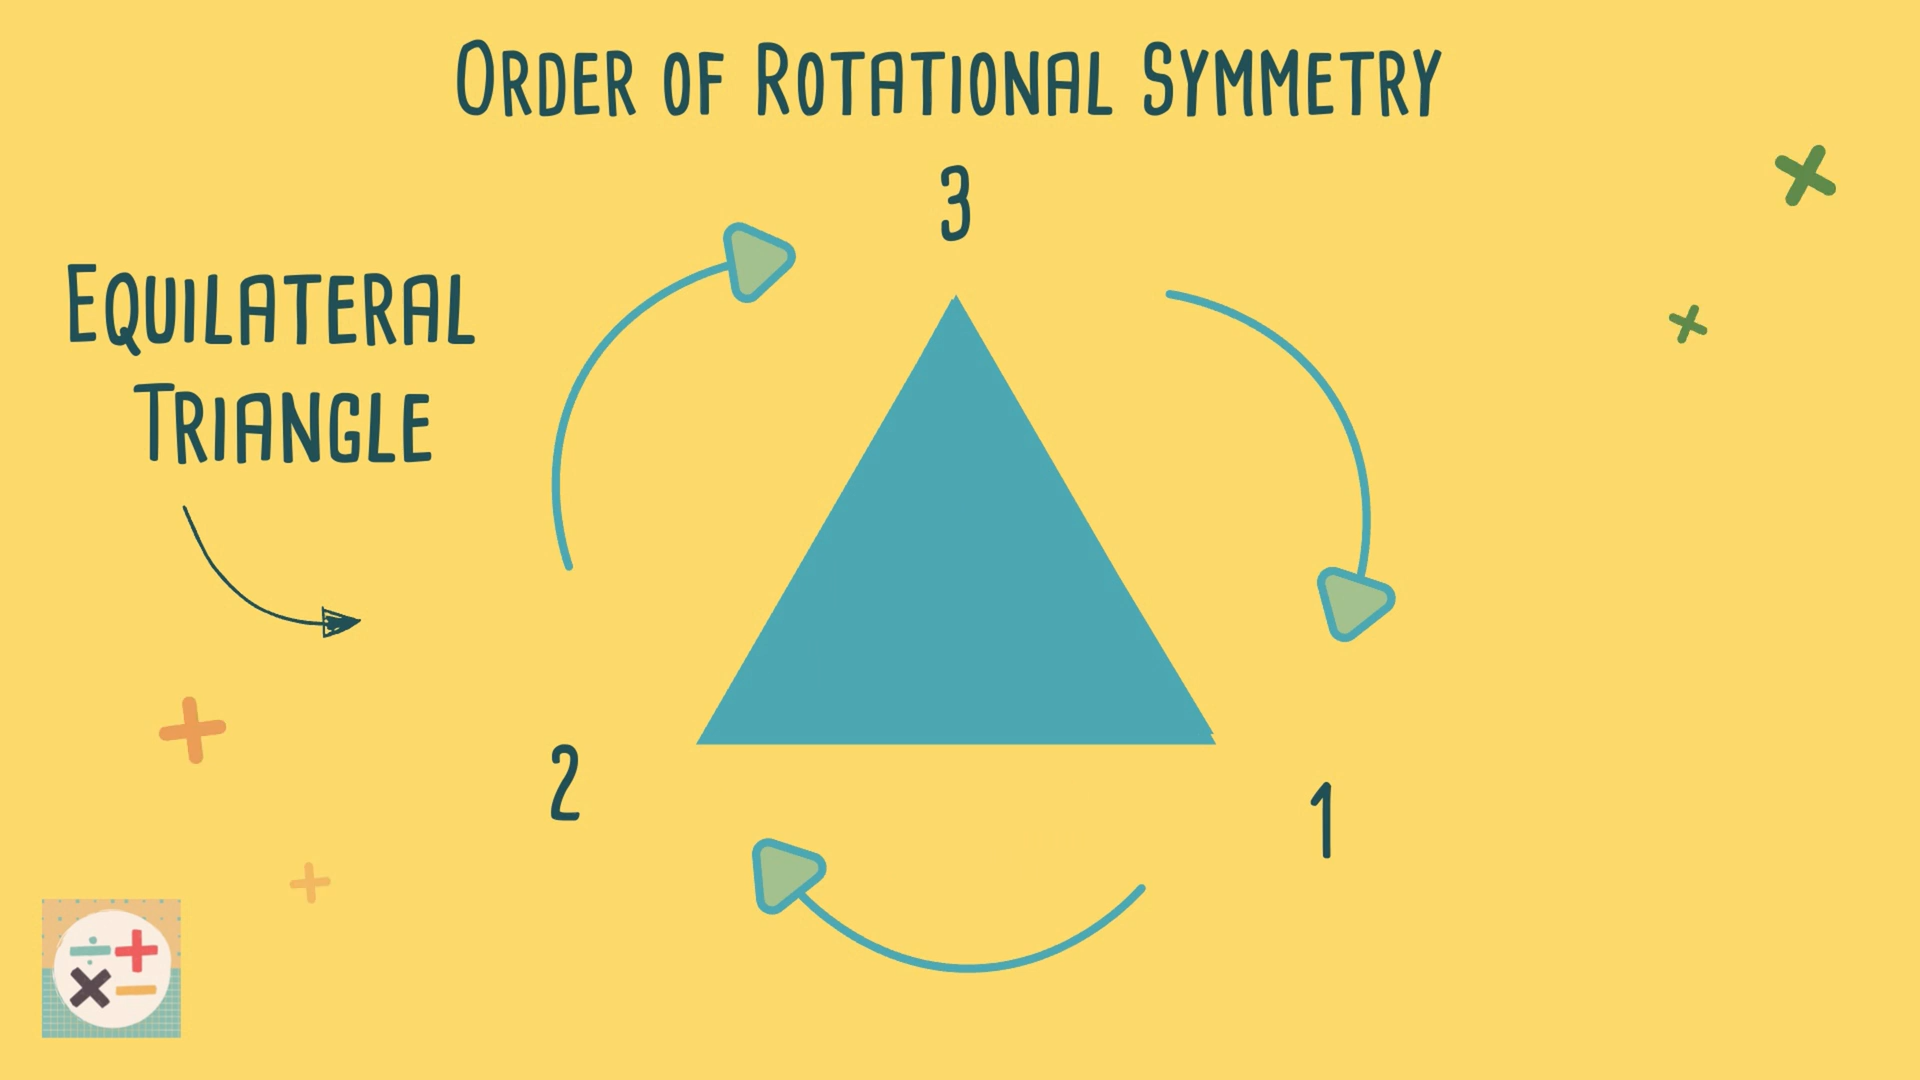 Order of Rotational Symmetry
3
Equilateral
Triangle
2
1